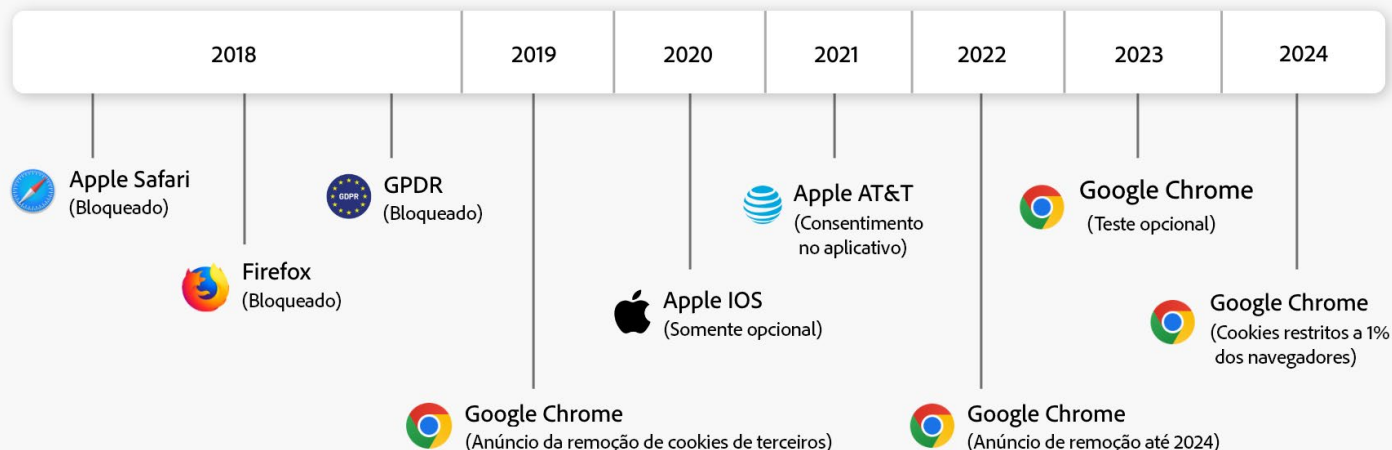 2018
2019
2020
2021
2022
2023
2024
Apple Safari
(Bloqueado)
Firefox
(Bloqueado)
GDPR
GPDR
(Bloqueado)
Google Chrome
(Anúncio da remoção de cookies de terceiros)
Apple IOS
(Somente opcional)
Apple AT&T
(Consentimento
no aplicativo)
Google Chrome
(Anúncio de remoção até 2024)
Google Chrome
(Teste opcional)
Google Chrome
(Cookies restritos a 1%
dos navegadores)